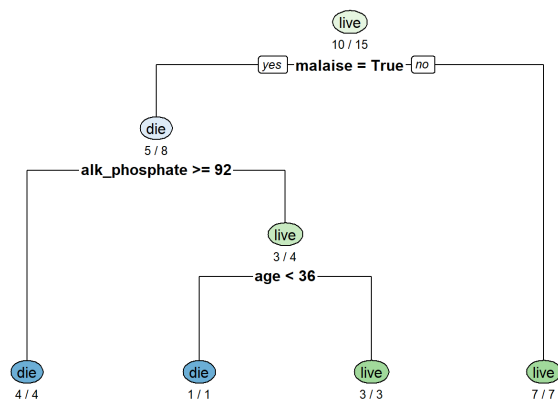 live
10 / 15
yes malaise = True no
die
5 / 8
alk_phosphate >= 92
live
3 / 4
age < 36
die die live live
4 / 4 1 / 1 3 / 3 7 / 7